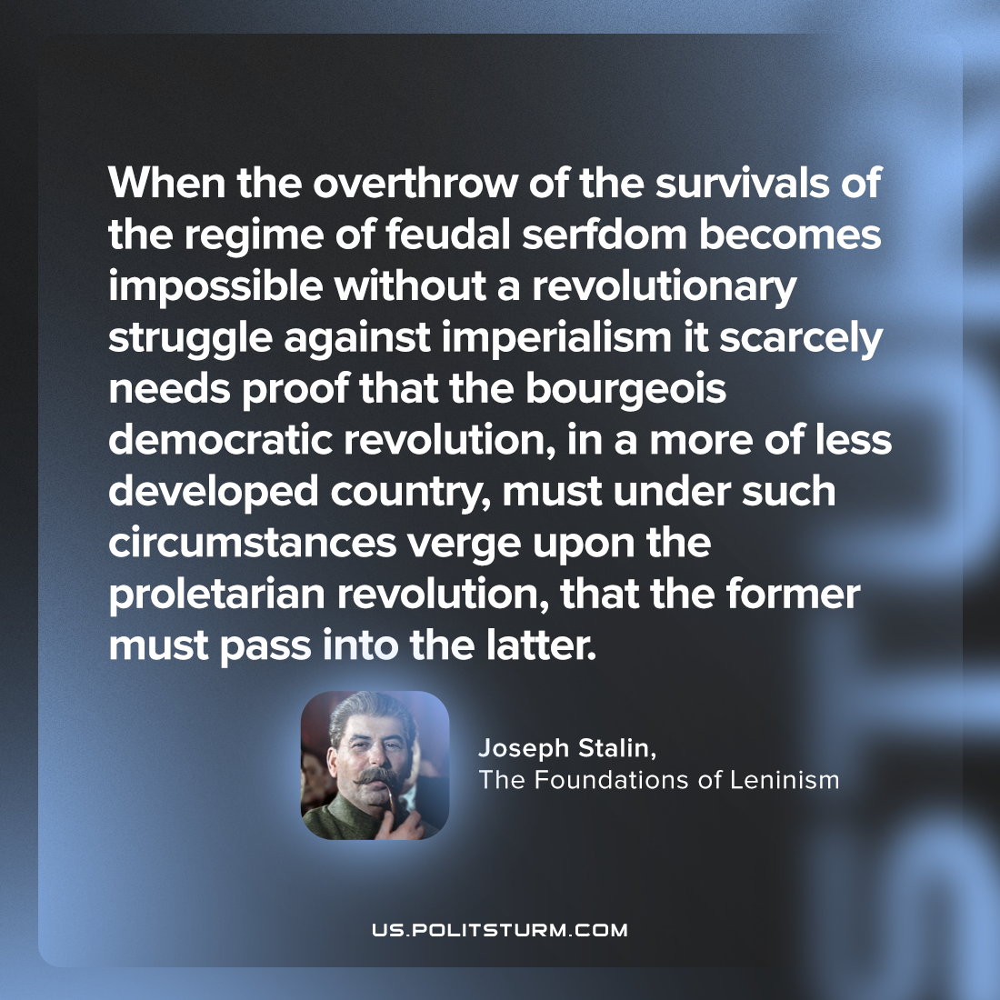 When the overthrow of the survivals of
the regime of feudal serfdom becomes
impossible without a revolutionary
struggle against imperialism it scarcely
needs proof that the bourgeois
democratic revolution, in a more of less
developed country, must under such
circumstances verge upon the
proletarian revolution, that the former
must pass into the latter.
Joseph Stalin,
The Foundations of Leninism
US.POLITSTURM.COM
STURM